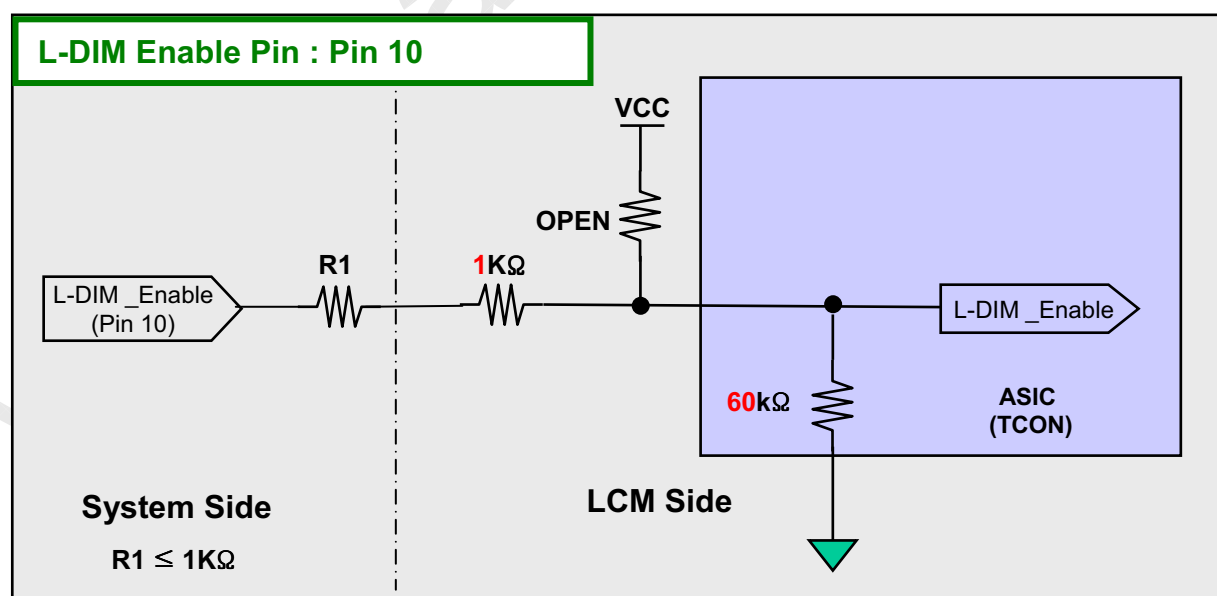 L-DIM Enable Pin : Pin 10
VCC
OPEN
R1
1KΩ
L-DIM _Enable
(Pin 10)
L-DIM _Enable
60kΩ
ASIC
(TCON)
System Side
LCM Side
R1 ≤ 1KΩ